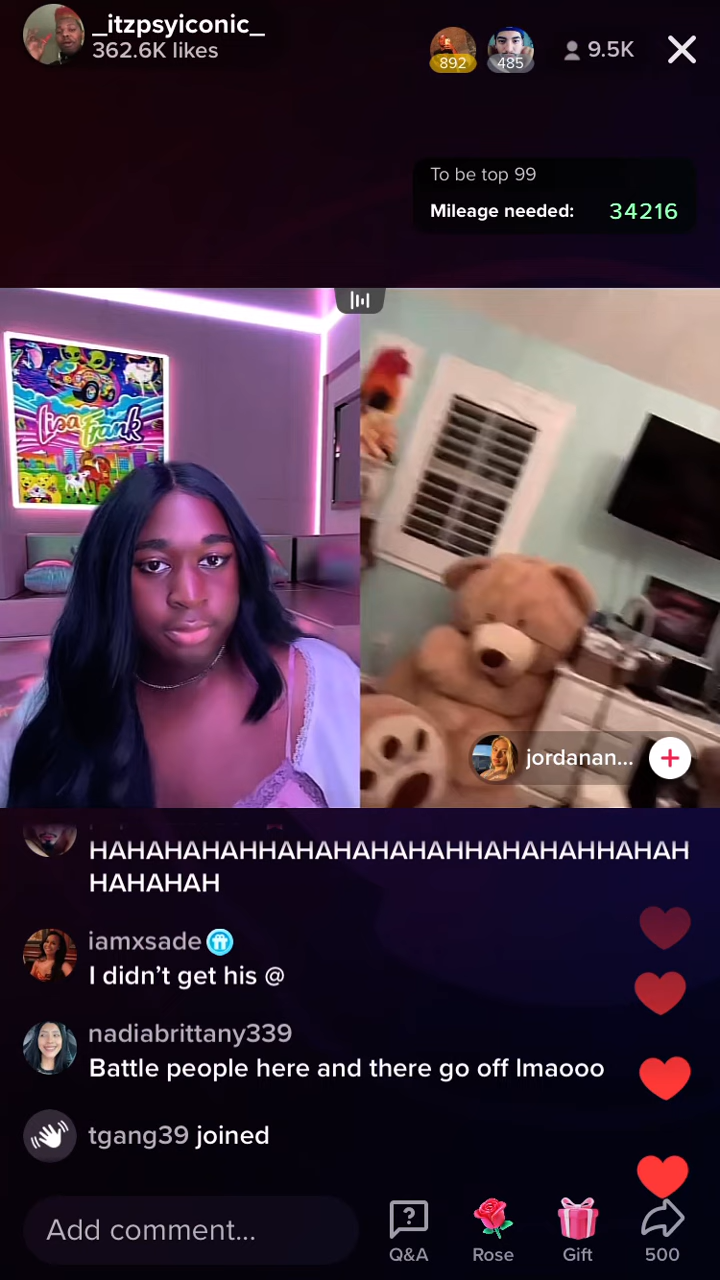 _itzpsyiconic_
362.6K likes
892
485
9.5K
To be top 99
Mileage needed: 34216
Lisa Frank
jordanan...
HAHAHAHAHHAHAHAHAHAHHAHAHAHHAHAH
HAHAHAH
iamxsade
I didn't get his @
nadiabrittany339
Battle people here and there go off lmaooo
tgang39 joined
Add comment...
Q&A
Rose
Gift
500